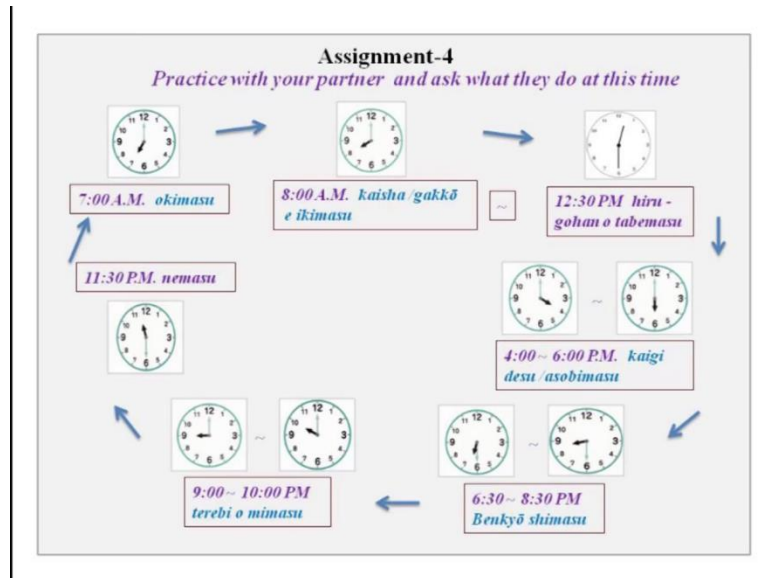 Assignment-4
Practice with your partner and ask what they do at this time
7:00 A.M. okimasu
8:00 A.M. kaisha /gakkō
e ikimasu
~
12:30 PM hiru -
gohan o tabemasu
~
4:00 ~ 6:00 P.M. kaigi
desu /asobimasu
~
6:30 ~ 8:30 PM
Benkyō shimasu
~
9:00 ~ 10:00 PM
terebi o mimasu
11:30 P.M. nemasu